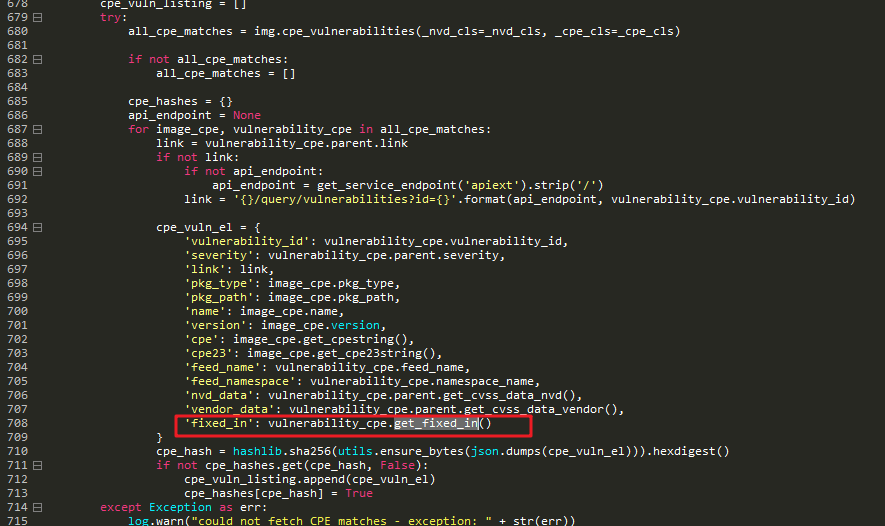 678 cpe_vuln_listing = []
679 try:
680 all_cpe_matches = img.cpe_vulnerabilities(_nvd_cls=_nvd_cls, _cpe_cls=_cpe_cls)
681
682 if not all_cpe_matches:
683 all_cpe_matches = []
684
685 cpe_hashes = {}
686 api_endpoint = None
687 for image_cpe, vulnerability_cpe in all_cpe_matches:
688 link = vulnerability_cpe.parent.link
689 if not link:
690 if not api_endpoint:
691 api_endpoint = get_service_endpoint('apiext').strip('/')
692 link = '{}/query/vulnerabilities?id={}'.format(api_endpoint, vulnerability_cpe.vulnerability_id)
693
694 cpe_vuln_el = {
695 'vulnerability_id': vulnerability_cpe.vulnerability_id,
696 'severity': vulnerability_cpe.parent.severity,
697 'link': link,
698 'pkg_type': image_cpe.pkg_type,
699 'pkg_path': image_cpe.pkg_path,
700 'name': image_cpe.name,
701 'version': image_cpe.version,
702 'cpe': image_cpe.get_cpestring(),
703 'cpe23': image_cpe.get_cpe23string(),
704 'feed_name': vulnerability_cpe.feed_name,
705 'feed_namespace': vulnerability_cpe.namespace_name,
706 'nvd_data': vulnerability_cpe.parent.get_cvss_data_nvd(),
707 'vendor_data': vulnerability_cpe.parent.get_cvss_data_vendor(),
708 'fixed_in': vulnerability_cpe.get_fixed_in()
709 }
710 cpe_hash = hashlib.sha256(utils.ensure_bytes(json.dumps(cpe_vuln_el))).hexdigest()
711 if not cpe_hashes.get(cpe_hash, False):
712 cpe_vuln_listing.append(cpe_vuln_el)
713 cpe_hashes[cpe_hash] = True
714 except Exception as err:
715 log.warn("could not fetch CPE matches - exception: " + str(err))